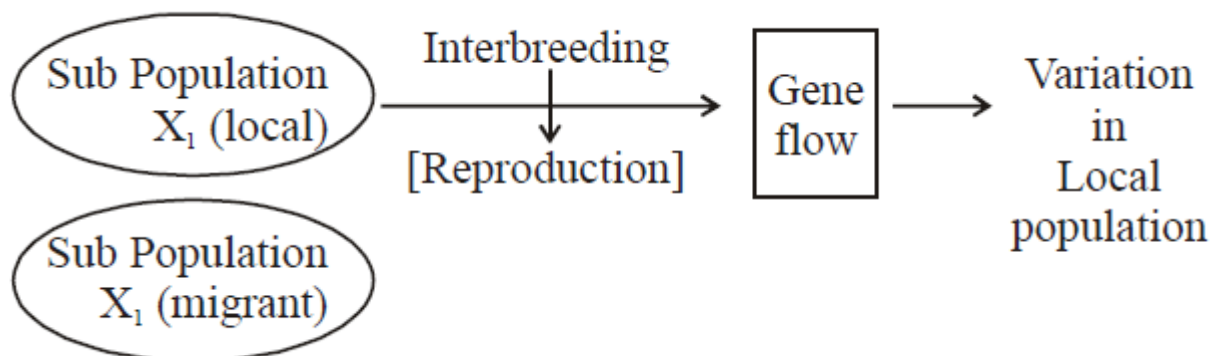 Sub Population
X₁ (local)
Interbreeding
[Reproduction]
Gene
flow
Variation
in
Local
population
Sub Population
X₁ (migrant)